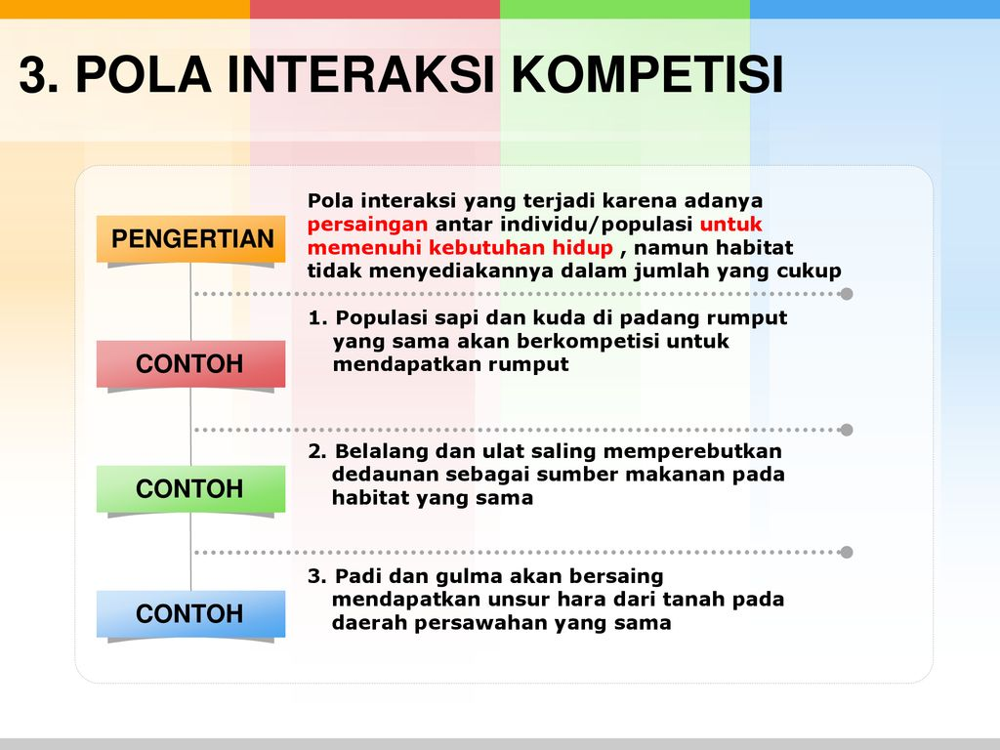 3. POLA INTERAKSI KOMPETISI
PENGERTIAN
Pola interaksi yang terjadi karena adanya
persaingan antar individu/populasi untuk
memenuhi kebutuhan hidup , namun habitat
tidak menyediakannya dalam jumlah yang cukup
CONTOH
1. Populasi sapi dan kuda di padang rumput
yang sama akan berkompetisi untuk
mendapatkan rumput
CONTOH
2. Belalang dan ulat saling memperebutkan
dedaunan sebagai sumber makanan pada
habitat yang sama
CONTOH
3. Padi dan gulma akan bersaing
mendapatkan unsur hara dari tanah pada
daerah persawahan yang sama